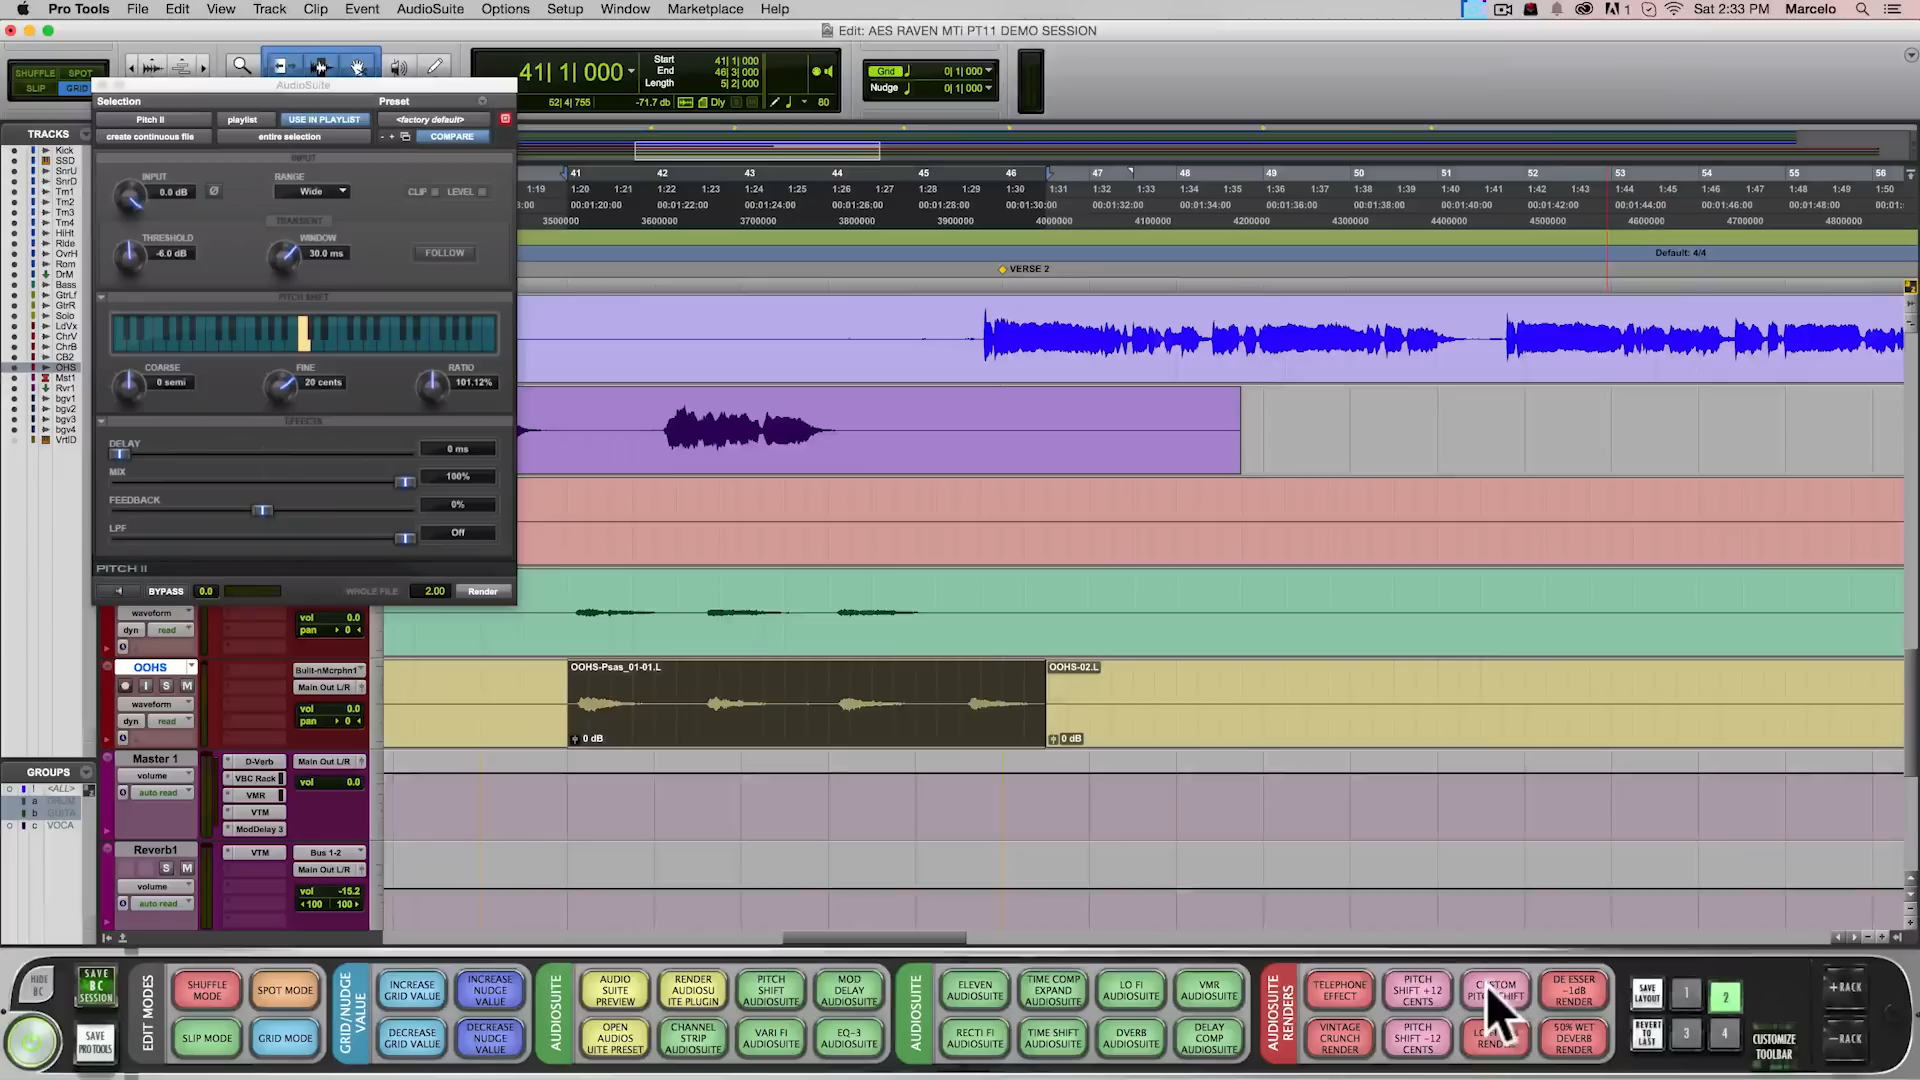 Pro Tools File Edit View Track Clip Event AudioSuite Options Setup Window Marketplace Help 1 Sat 2:33 PM Marcelo
Edit: AES RAVEN MTi PT11 DEMO SESSION
SHUFFLE SPOT
SLIP GRID
41| 1| 000
Start 41| 1| 000
End 46| 3| 000
Length 5| 2| 000
52| 4| 755 -71.7 db Dly 80
Grid 0| 1| 000
Nudge 0| 1| 000
AudioSuite
Selection Preset
Pitch II playlist USE IN PLAYLIST <factory default>
create continuous file entire selection - + COMPARE
INPUT
INPUT 0.0 dB Ø
RANGE Wide
CLIP LEVEL
TRANSIENT
THRESHOLD -6.0 dB
WINDOW 30.0 ms
FOLLOW
PITCH SHIFT
COARSE 0 semi
FINE 20 cents
RATIO 101.12%
EFFECTS
DELAY 0 ms
MIX 100%
FEEDBACK 0%
LPF Off
PITCH II
BYPASS 0.0 WHOLE FILE 2.00 Render
TRACKS
Kick
SSD
SnrU
SnrD
Tm1
Tm2
Tm3
Tm4
HiHt
Ride
OvrH
Rom
DrM
Bass
GtrLf
GtrR
Solo
LdVx
ChrV
ChrB
CB2
OHS
Mst1
Rvr1
bgv1
bgv2
bgv3
bgv4
VrtlD
GROUPS
! <ALL>
a DRUM
b GUITA
c VOCA
41 42 43 44 45 46 47 48 49 50 51 52 53 54 55 56
1:19 1:20 1:21 1:22 1:23 1:24 1:25 1:26 1:27 1:28 1:29 1:30 1:31 1:32 1:33 1:34 1:35 1:36 1:37 1:38 1:39 1:40 1:41 1:42 1:43 1:44 1:45 1:46 1:47 1:48 1:49 1:50
00:01:20:00 00:01:22:00 00:01:24:00 00:01:26:00 00:01:28:00 00:01:30:00 00:01:32:00 00:01:34:00 00:01:36:00 00:01:38:00 00:01:40:00 00:01:42:00 00:01:44:00 00:01:46:00 00:01:48:00
3500000 3600000 3700000 3800000 3900000 4000000 4100000 4200000 4300000 4400000 4500000 4600000 4700000 4800000
Default: 4/4
VERSE 2
waveform
dyn read
vol 0.0
pan 0
OOHS
I S M
waveform
dyn read
Built-nMcrphn1
Main Out L/R
vol 0.0
pan 0
OOHS-Psas_01-01.L
0 dB
OOHS-02.L
0 dB
Master 1
volume
auto read
D-Verb
VBC Rack
VMR
VTM
ModDelay 3
Main Out L/R
vol 0.0
Reverb1
S M
volume
auto read
VTM
Bus 1-2
Main Out L/R
vol -15.2
100 100
HIDE BC
SAVE BC SESSION
SAVE PRO TOOLS
EDIT MODES
SHUFFLE MODE
SPOT MODE
SLIP MODE
GRID MODE
GRID/NUDGE VALUE
INCREASE GRID VALUE
INCREASE NUDGE VALUE
DECREASE GRID VALUE
DECREASE NUDGE VALUE
AUDIOSUITE
AUDIO SUITE PREVIEW
RENDER ITE PLUGIN
PITCH SHIFT AUDIOSUITE
MOD DELAY AUDIOSUITE
OPEN AUDIOS UITE PRESET
CHANNEL STRIP AUDIOSUITE
VARI FI AUDIOSUITE
EQ-3 AUDIOSUITE
AUDIOSUITE
ELEVEN AUDIOSUITE
TIME COMP EXPAND AUDIOSUITE
LO FI AUDIOSUITE
VMR AUDIOSUITE
RECTI FI AUDIOSUITE
TIME SHIFT AUDIOSUITE
DVERB AUDIOSUITE
DELAY COMP AUDIOSUITE
AUDIOSUITE RENDERS
TELEPHONE EFFECT
PITCH SHIFT +12 CENTS
DE ESSER -1dB RENDER
VINTAGE CRUNCH RENDER
PITCH SHIFT -12 CENTS
50% WET DEVERB RENDER
SAVE LAYOUT 1 2
REVERT TO LAST 3 4
CUSTOMIZE TOOLBAR
+RACK
-RACK